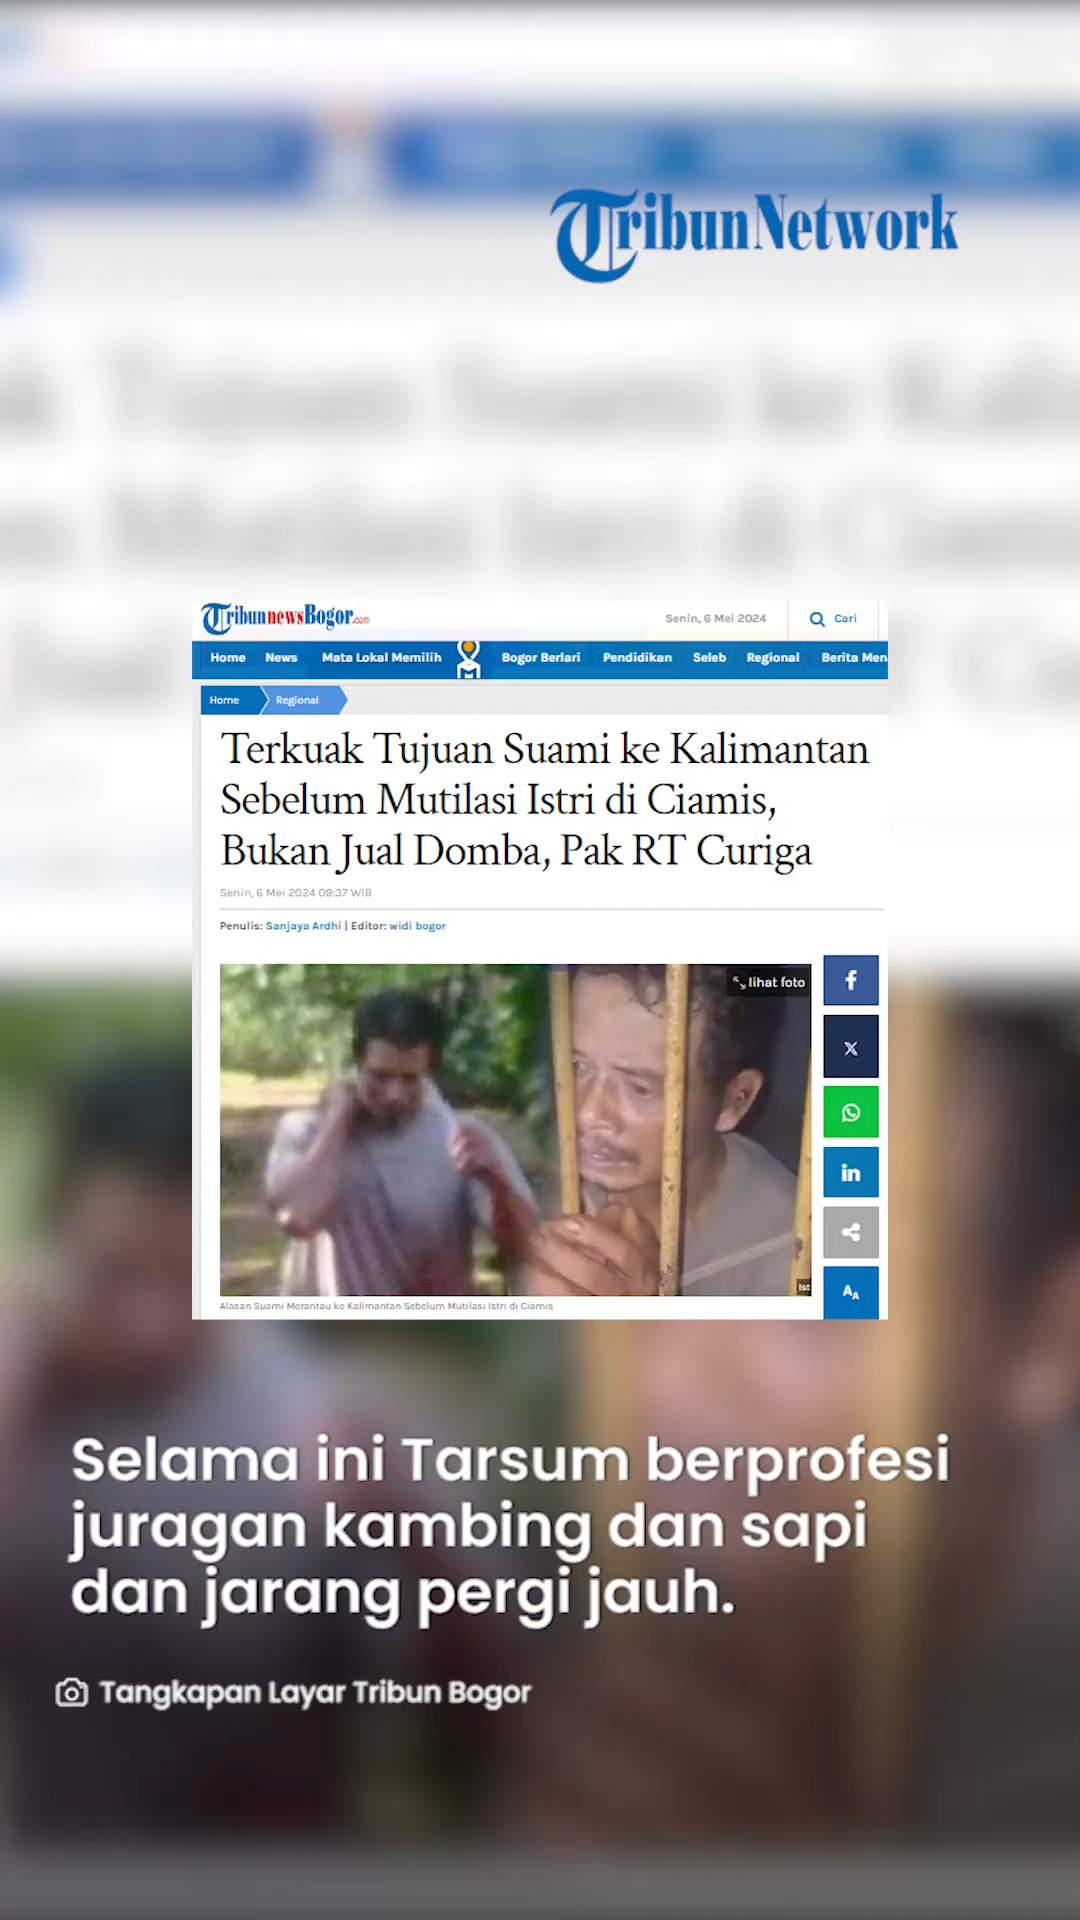 TribunNetwork
TribunnewsBogor.com
Senin, 6 Mei 2024
Cari
Home News Mata Lokal Memilih Bogor Berlari Pendidikan Seleb Regional Berita Men
Home Regional
Terkuak Tujuan Suami ke Kalimantan
Sebelum Mutilasi Istri di Ciamis,
Bukan Jual Domba, Pak RT Curiga
Senin, 6 Mei 2024 09:37 WIB
Penulis: Sanjaya Ardhi | Editor: widi bogor
lihat foto
Ist
Alasan Suami Merantau ke Kalimantan Sebelum Mutilasi Istri di Ciamis
Selama ini Tarsum berprofesi
juragan kambing dan sapi
dan jarang pergi jauh.
Tangkapan Layar Tribun Bogor